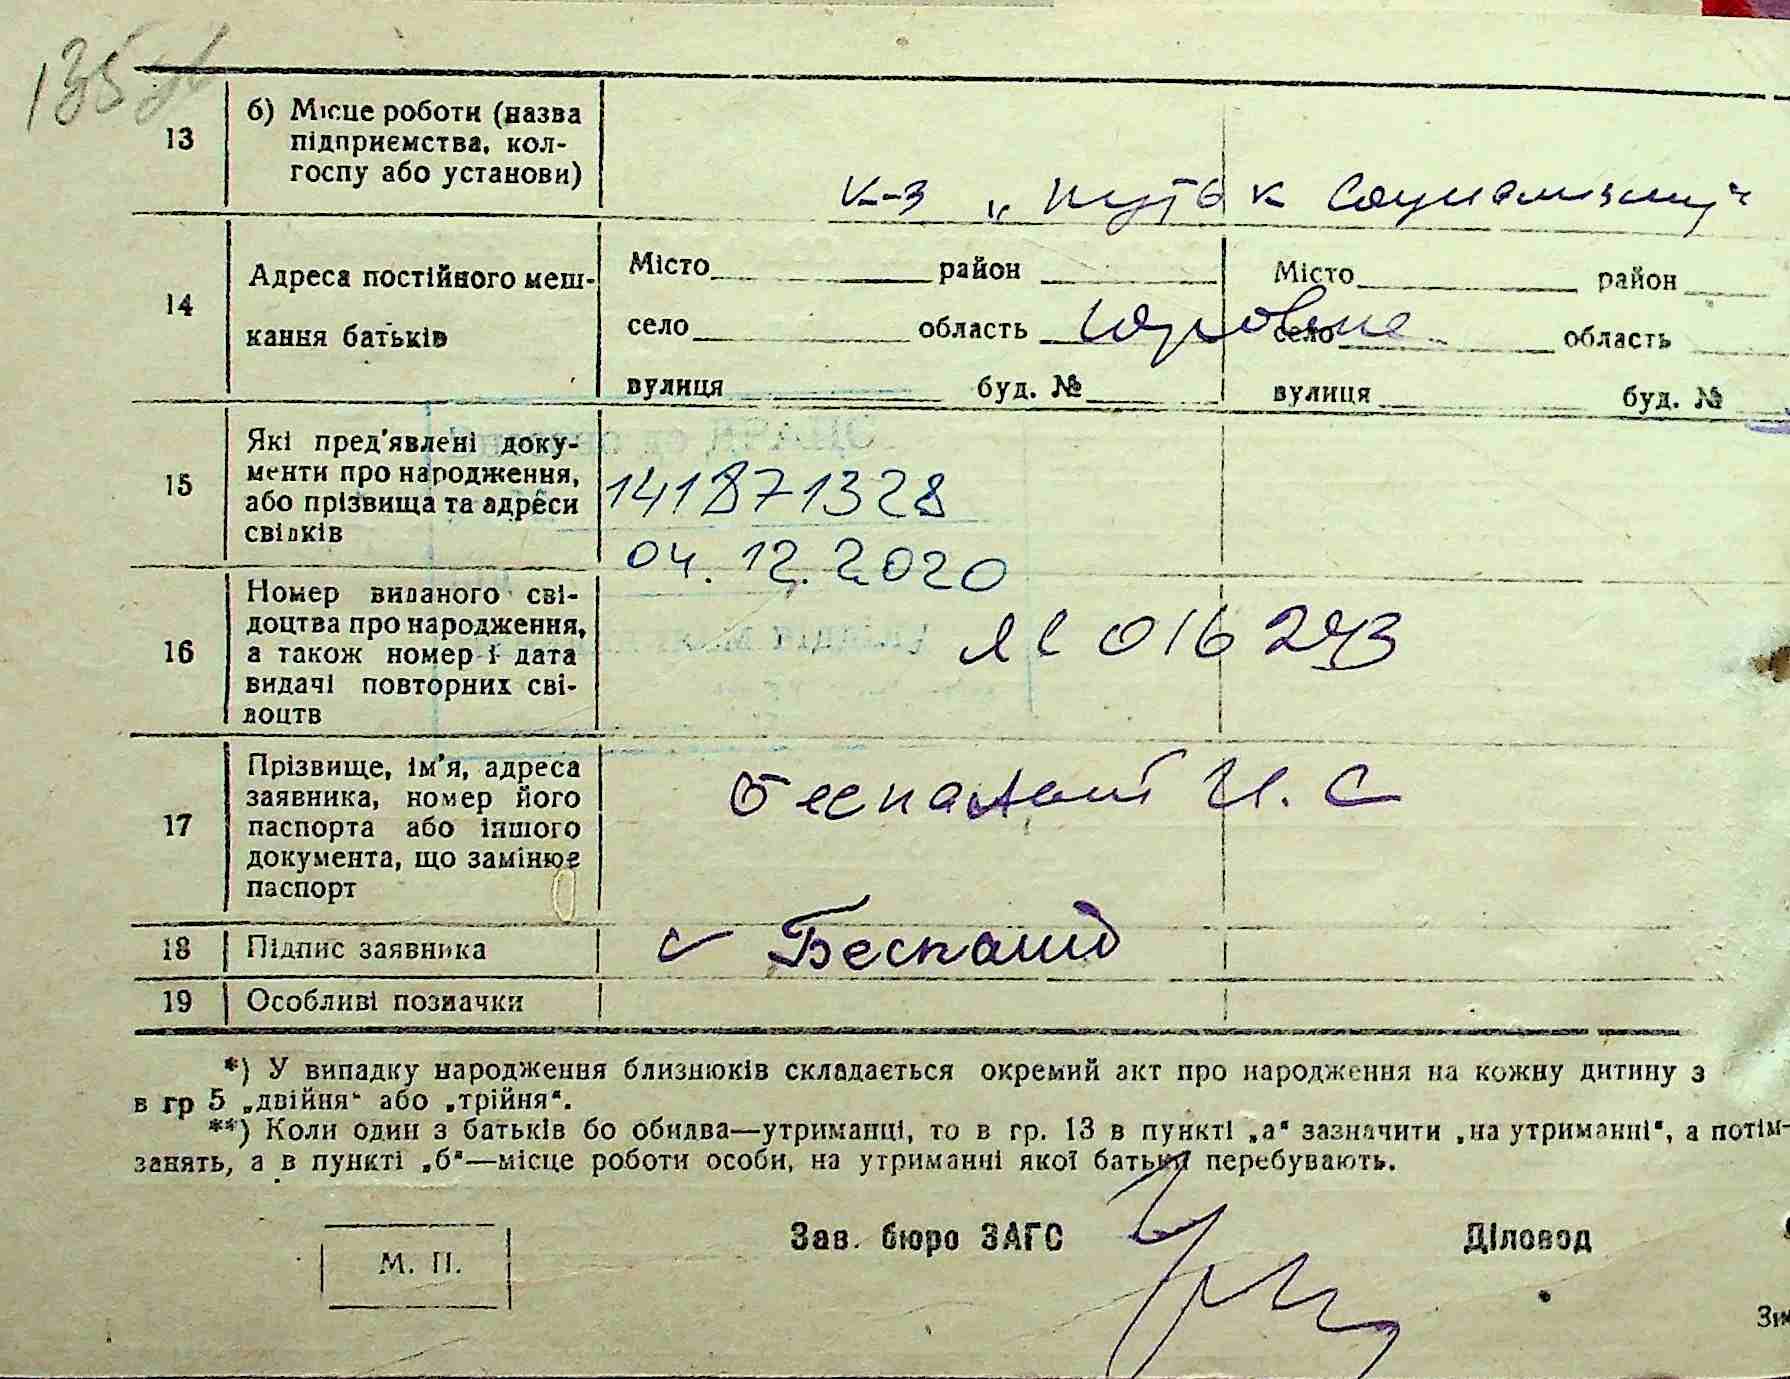 135
13
б) Місце роботи (назва
підприємства, кол-
госпу або установи)
к-з „Путь к Социализму“
14
Адреса постійного меш-
кання батьків
Місто район Місто район
село область село область
вулиця буд. № вулиця буд. №
15
Які пред'явлені доку-
менти про народження,
або прізвища та адреси
свідків
141871328
04.12.2020
16
Номер виданого сві-
доцтва про народження,
а також номер і дата
видачі повторних сві-
доцтв
016243
17
Прізвище, ім'я, адреса
заявника, номер його
паспорта або іншого
документа, що замінює
паспорт
И. С
18 Підпис заявника
19 Особливі позначки
*) У випадку народження близнюків складається окремий акт про народження на кожну дитину з
в гр 5 „двійня“ або „трійня“.
**) Коли один з батьків бо обидва—утриманці, то в гр. 13 в пункті „а“ зазначити „на утриманні“, а потім-
занять, а в пункті „б“—місце роботи особи, на утриманні якої батьки перебувають.
М. П.
Зав. бюро ЗАГС Діловод